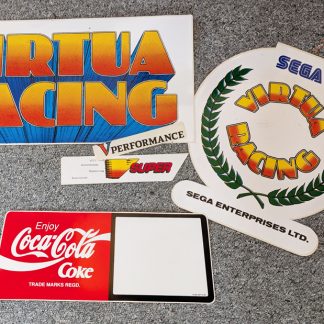 VIRTUA
RACING
V PERFORMANCE
V SUPER
SEGA
VIRTUA
RACING
SEGA ENTERPRISES LTD.
Enjoy
Coca-Cola
Coke
TRADE MARKS REGD.